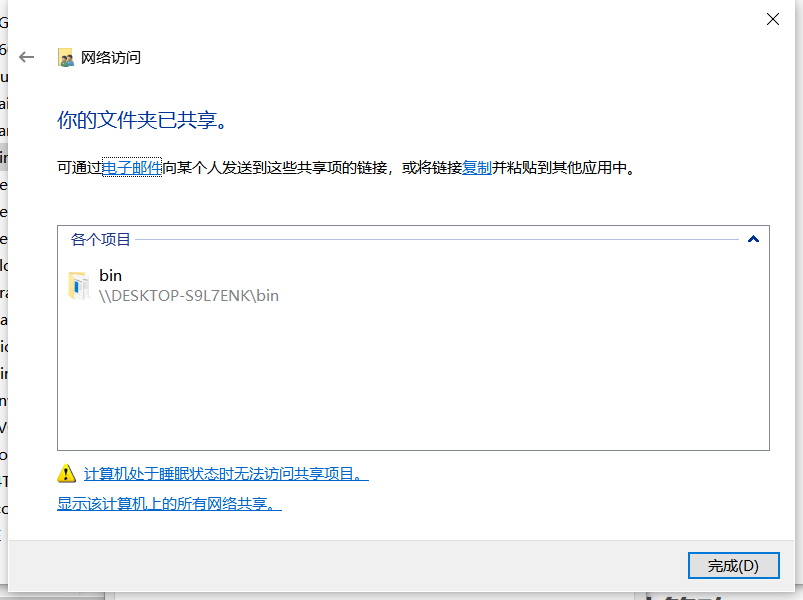 网络访问
你的文件夹已共享。
可通过电子邮件向某个人发送到这些共享项的链接，或将链接复制并粘贴到其他应用中。
各个项目
bin
\\DESKTOP-S9L7ENK\bin
计算机处于睡眠状态时无法访问共享项目。
显示该计算机上的所有网络共享。
完成(D)